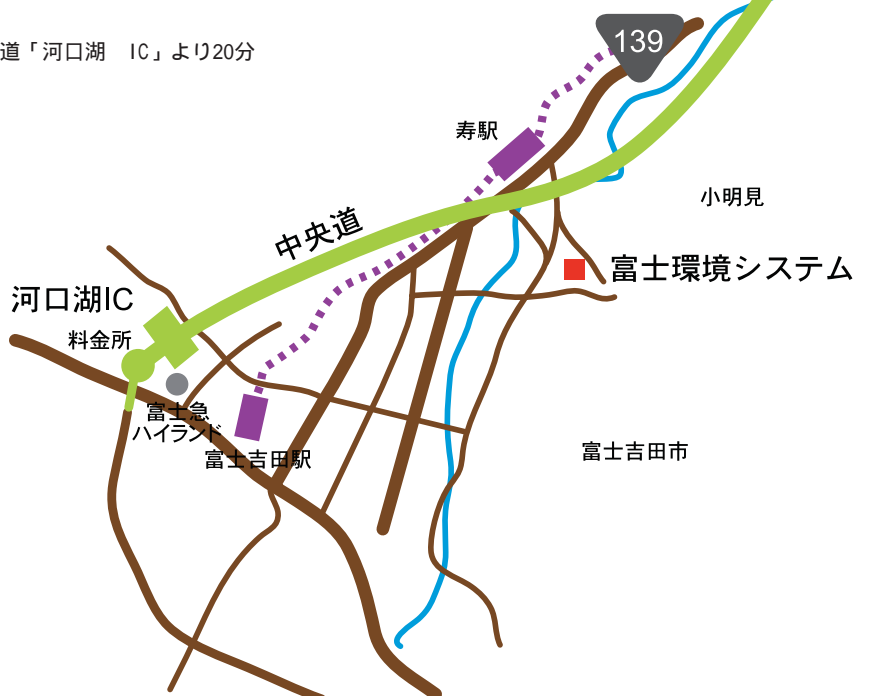 道「河口湖　IC」より20分
139
寿駅
小明見
中央道
富士環境システム
河口湖IC
料金所
富士急
ハイランド
富士吉田駅
富士吉田市